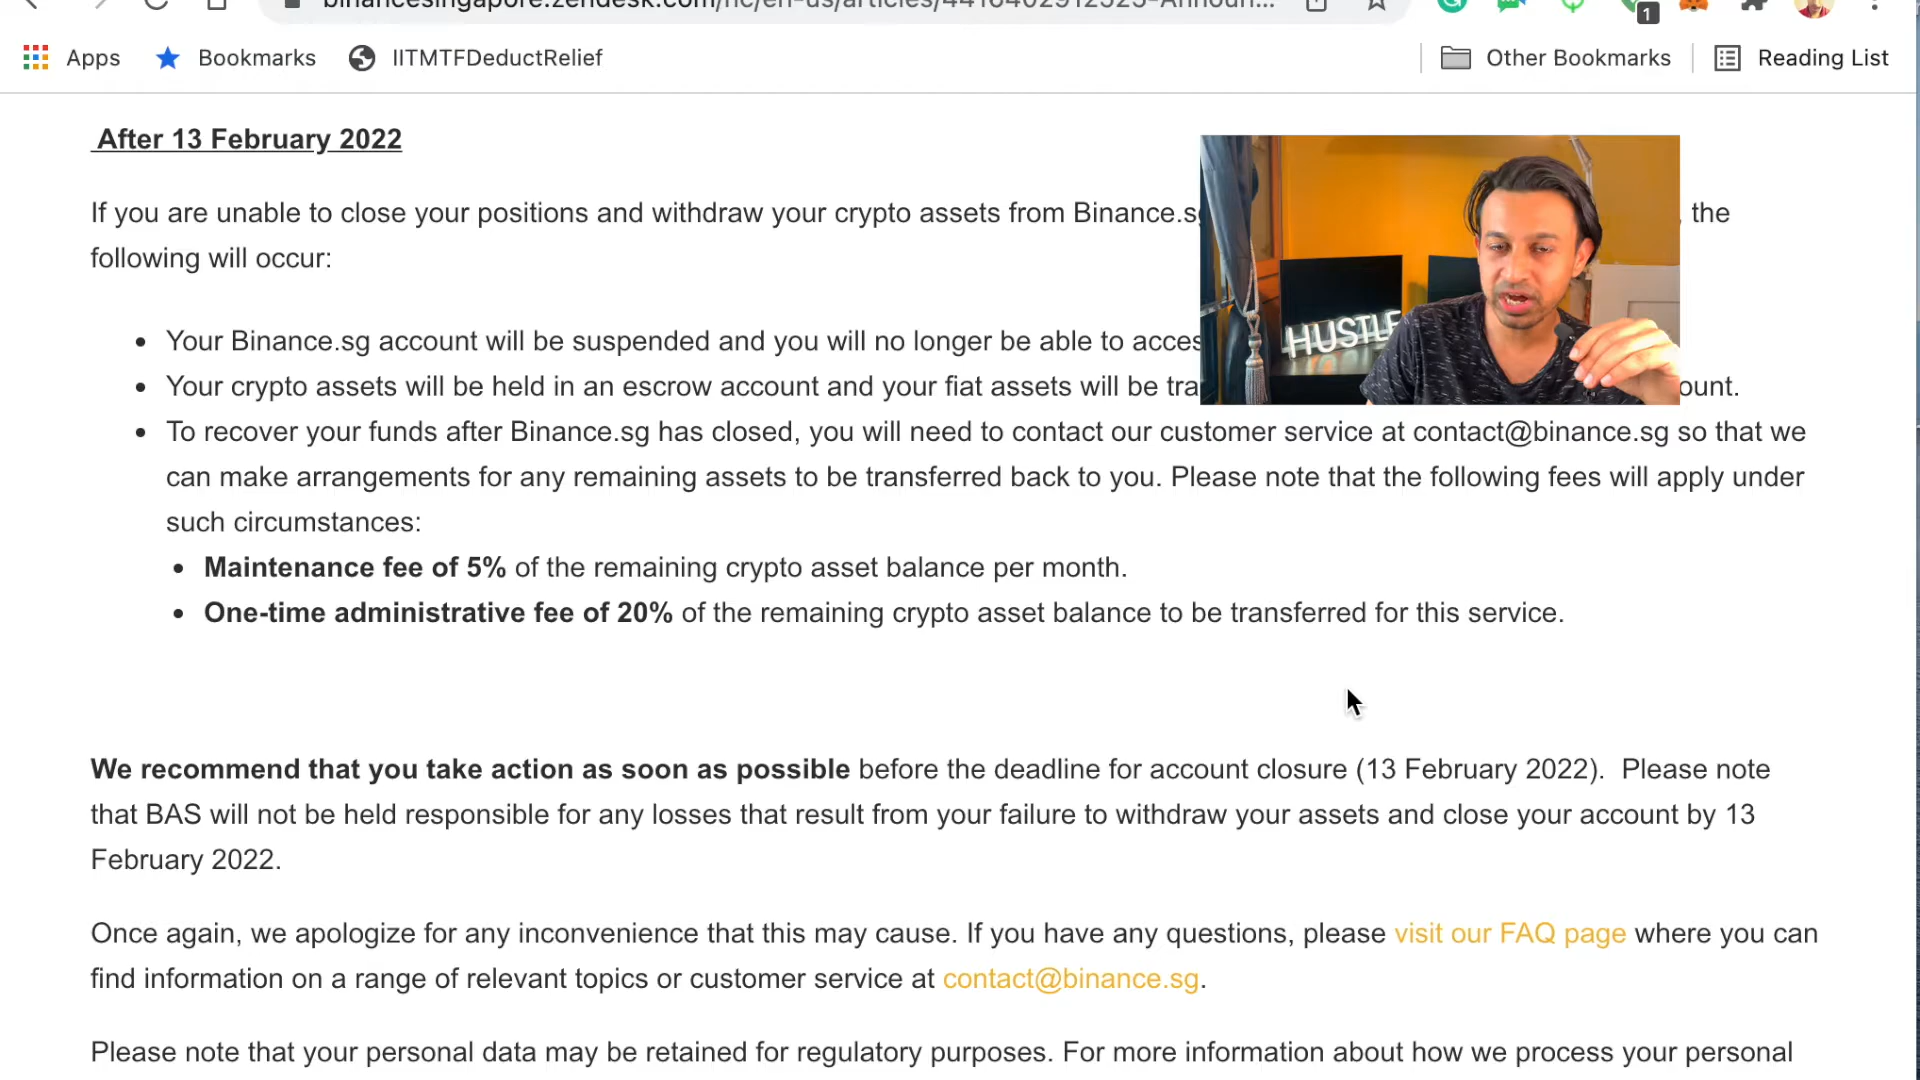 Apps Bookmarks IITMTFDeductRelief Other Bookmarks Reading List
1
After 13 February 2022
If you are unable to close your positions and withdraw your crypto assets from Binance.sg the
following will occur:
• Your Binance.sg account will be suspended and you will no longer be able to acces
• Your crypto assets will be held in an escrow account and your fiat assets will be tra ount.
HUSTLE
• To recover your funds after Binance.sg has closed, you will need to contact our customer service at contact@binance.sg so that we
can make arrangements for any remaining assets to be transferred back to you. Please note that the following fees will apply under
such circumstances:
• Maintenance fee of 5% of the remaining crypto asset balance per month.
• One-time administrative fee of 20% of the remaining crypto asset balance to be transferred for this service.
We recommend that you take action as soon as possible before the deadline for account closure (13 February 2022). Please note
that BAS will not be held responsible for any losses that result from your failure to withdraw your assets and close your account by 13
February 2022.
Once again, we apologize for any inconvenience that this may cause. If you have any questions, please visit our FAQ page where you can
find information on a range of relevant topics or customer service at contact@binance.sg.
Please note that your personal data may be retained for regulatory purposes. For more information about how we process your personal